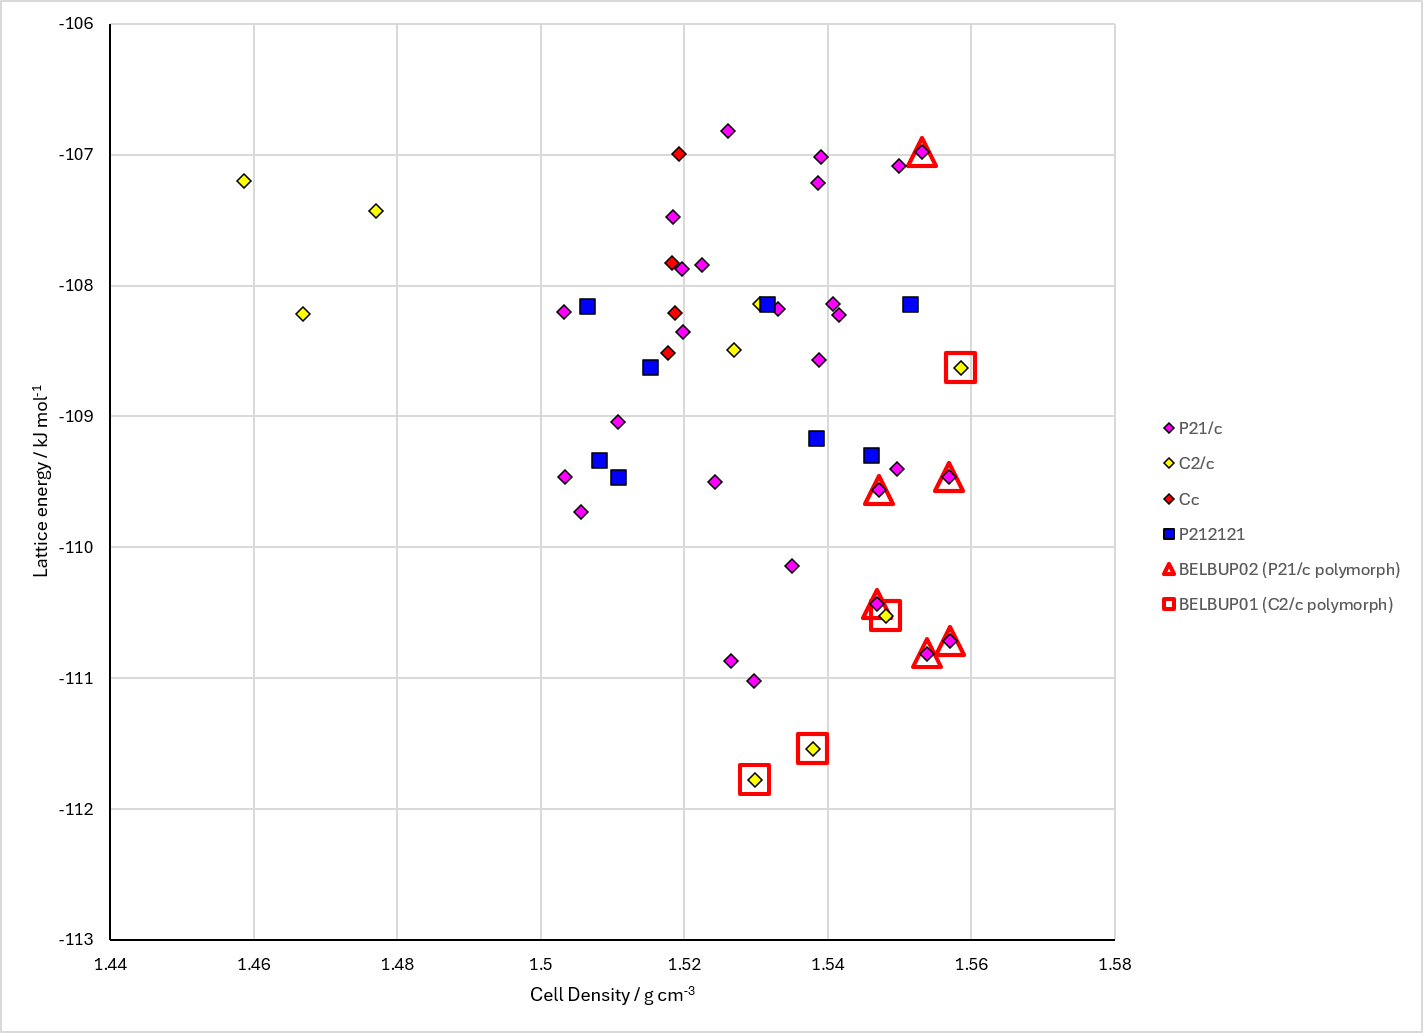 -106
-107
-108
-109
-110
-111
-112
-113
Lattice energy / kJ mol⁻¹
1.44 1.46 1.48 1.5 1.52 1.54 1.56 1.58
Cell Density / g cm⁻³
P21/c
C2/c
Cc
P212121
BELBUP02 (P21/c polymorph)
BELBUP01 (C2/c polymorph)